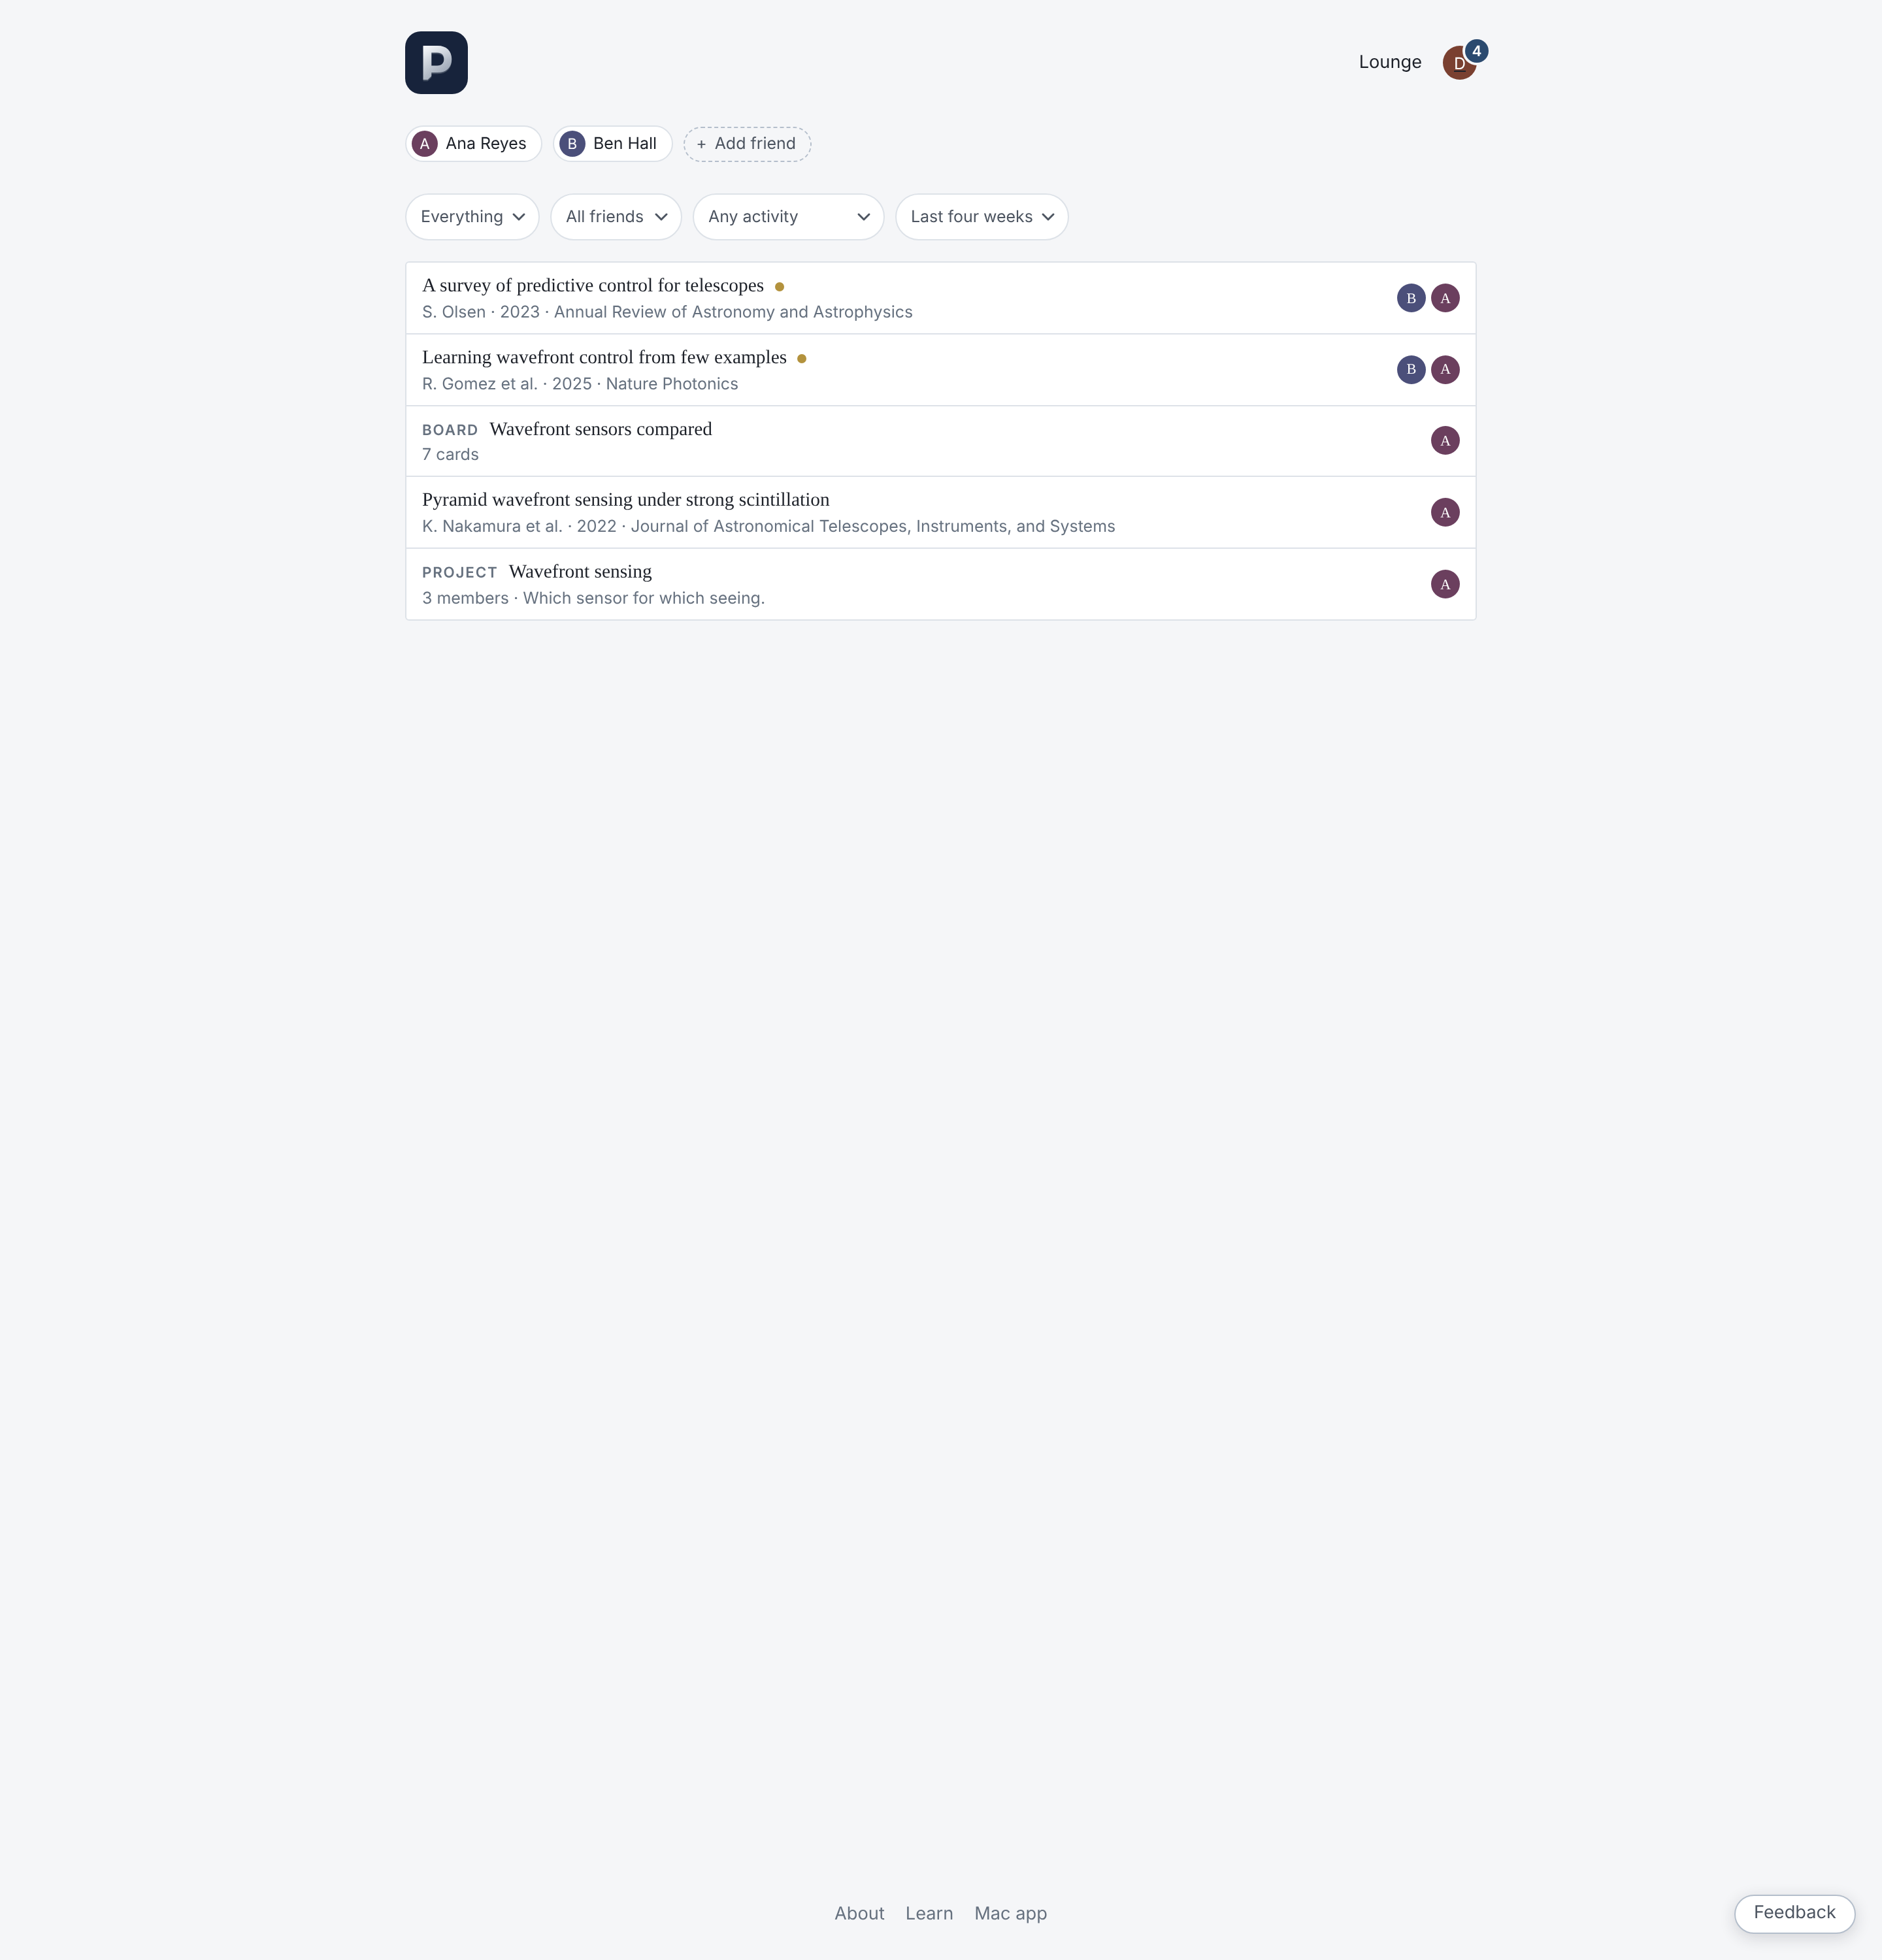 P
Lounge D 4
A Ana Reyes B Ben Hall + Add friend
Everything All friends Any activity Last four weeks
A survey of predictive control for telescopes
S. Olsen · 2023 · Annual Review of Astronomy and Astrophysics
B A
Learning wavefront control from few examples
R. Gomez et al. · 2025 · Nature Photonics
B A
BOARD Wavefront sensors compared
7 cards
A
Pyramid wavefront sensing under strong scintillation
K. Nakamura et al. · 2022 · Journal of Astronomical Telescopes, Instruments, and Systems
A
PROJECT Wavefront sensing
3 members · Which sensor for which seeing.
A
About Learn Mac app
Feedback